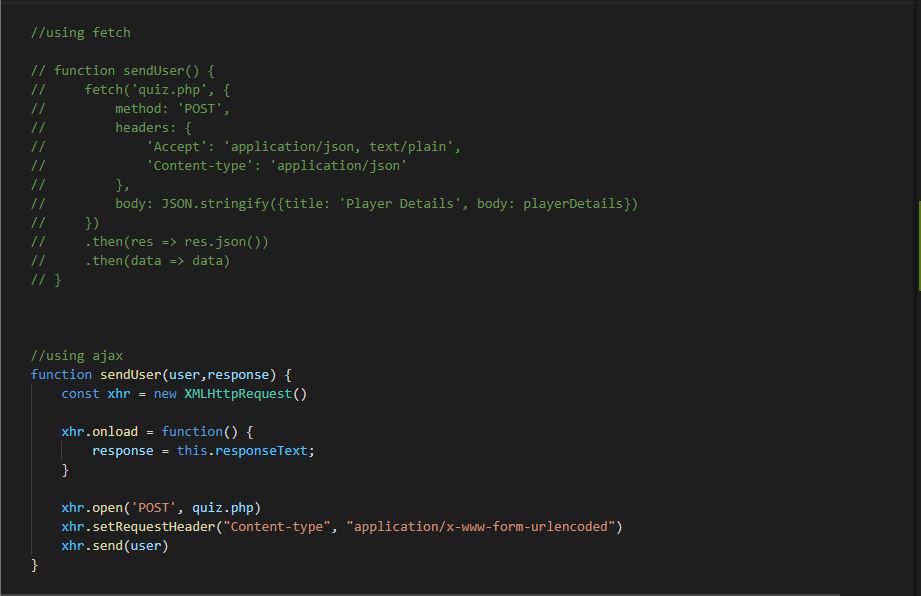 //using fetch
// function sendUser() {
//     fetch('quiz.php', {
//         method: 'POST',
//         headers: {
//             'Accept': 'application/json, text/plain',
//             'Content-type': 'application/json'
//         },
//         body: JSON.stringify({title: 'Player Details', body: playerDetails})
//     })
//     .then(res => res.json())
//     .then(data => data)
// }
//using ajax
function sendUser(user,response) {
    const xhr = new XMLHttpRequest()
    xhr.onload = function() {
        response = this.responseText;
    }
    xhr.open('POST', quiz.php)
    xhr.setRequestHeader("Content-type", "application/x-www-form-urlencoded")
    xhr.send(user)
}